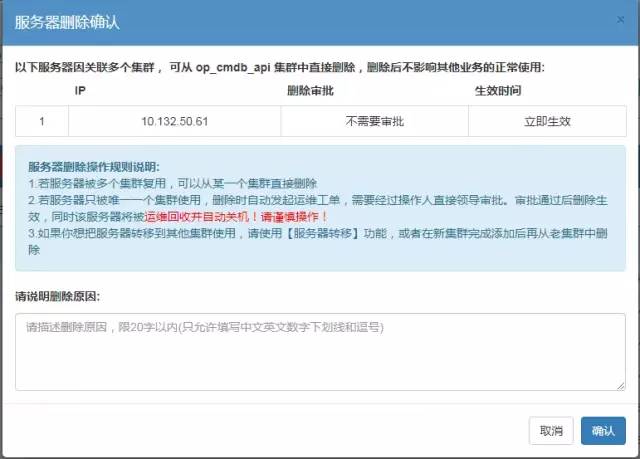 服务器删除确认
×
以下服务器因关联多个集群， 可从 op_cmdb_api 集群中直接删除，删除后不影响其他业务的正常使用:
IP 删除审批 生效时间
1 10.132.50.61 不需要审批 立即生效
服务器删除操作规则说明:
1.若服务器被多个集群复用，可以从某一个集群直接删除
2.若服务器只被唯一一个集群使用，删除时自动发起运维工单，需要经过操作人直接领导审批。审批通过后删除生
效，同时该服务器将被运维回收并自动关机！请谨慎操作！
3.如果你想把服务器转移到其他集群使用，请使用【服务器转移】功能，或者在新集群完成添加后再从老集群中删
除
请说明删除原因:
请描述删除原因，限20字以内(只允许填写中文英文数字下划线和逗号)
取消 确认